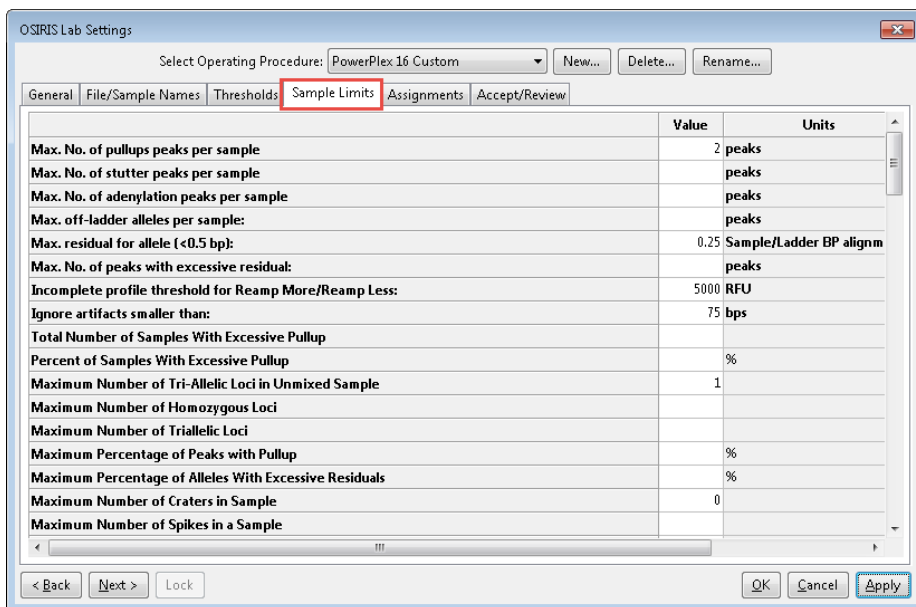 OSIRIS Lab Settings
Select Operating Procedure: PowerPlex 16 Custom New... Delete... Rename...
General File/Sample Names Thresholds Sample Limits Assignments Accept/Review
Value Units
Max. No. of pullups peaks per sample 2 peaks
Max. No. of stutter peaks per sample peaks
Max. No. of adenylation peaks per sample peaks
Max. off-ladder alleles per sample: peaks
Max. residual for allele (<0.5 bp): 0.25 Sample/Ladder BP alignm
Max. No. of peaks with excessive residual: peaks
Incomplete profile threshold for Reamp More/Reamp Less: 5000 RFU
Ignore artifacts smaller than: 75 bps
Total Number of Samples With Excessive Pullup
Percent of Samples With Excessive Pullup %
Maximum Number of Tri-Allelic Loci in Unmixed Sample 1
Maximum Number of Homozygous Loci
Maximum Number of Triallelic Loci
Maximum Percentage of Peaks with Pullup %
Maximum Percentage of Alleles With Excessive Residuals %
Maximum Number of Craters in Sample 0
Maximum Number of Spikes in a Sample
< Back Next > Lock OK Cancel Apply